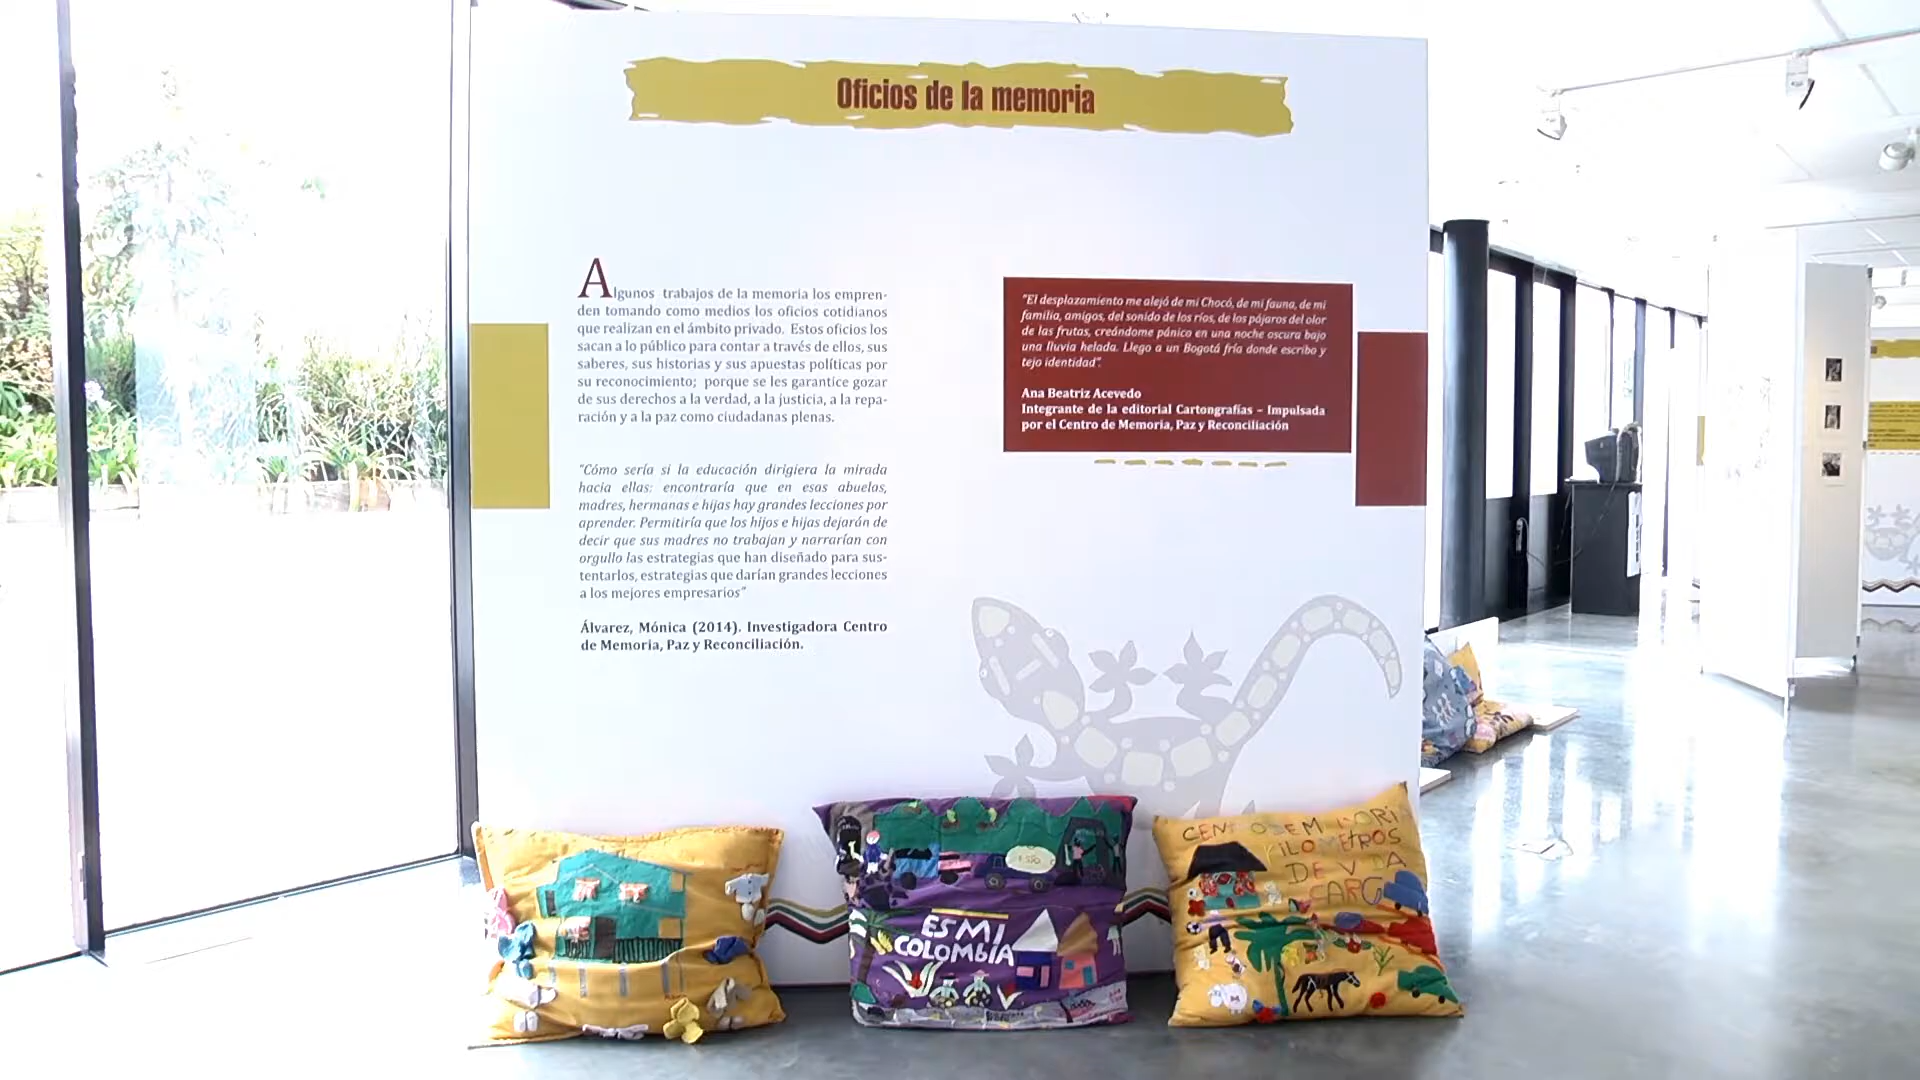 Oficios de la memoria
Algunos trabajos de la memoria los empren-
den tomando como medios los oficios cotidianos
que realizan en el ámbito privado. Estos oficios los
sacan a lo público para contar a través de ellos, sus
saberes, sus historias y sus apuestas políticas por
su reconocimiento; porque se les garantice gozar
de sus derechos a la verdad, a la justicia, a la repa-
ración y a la paz como ciudadanas plenas.
"Cómo sería si la educación dirigiera la mirada
hacia ellas: encontraría que en esas abuelas,
madres, hermanas e hijas hay grandes lecciones por
aprender. Permitiría que los hijos e hijas dejarán de
decir que sus madres no trabajan y narrarían con
orgullo las estrategias que han diseñado para sus-
tentarlos, estrategias que darían grandes lecciones
a los mejores empresarios"
Álvarez, Mónica (2014). Investigadora Centro
de Memoria, Paz y Reconciliación.
"El desplazamiento me alejó de mi Chocó, de mi fauna, de mi
familia, amigos, del sonido de los ríos, de los pájaros del olor
de las frutas, creándome pánico en una noche oscura bajo
una lluvia helada. Llego a un Bogotá fría donde escribo y
tejo identidad".
Ana Beatriz Acevedo
Integrante de la editorial Cartongrafías – Impulsada
por el Centro de Memoria, Paz y Reconciliación
ES MI
COLOMBIA
DE